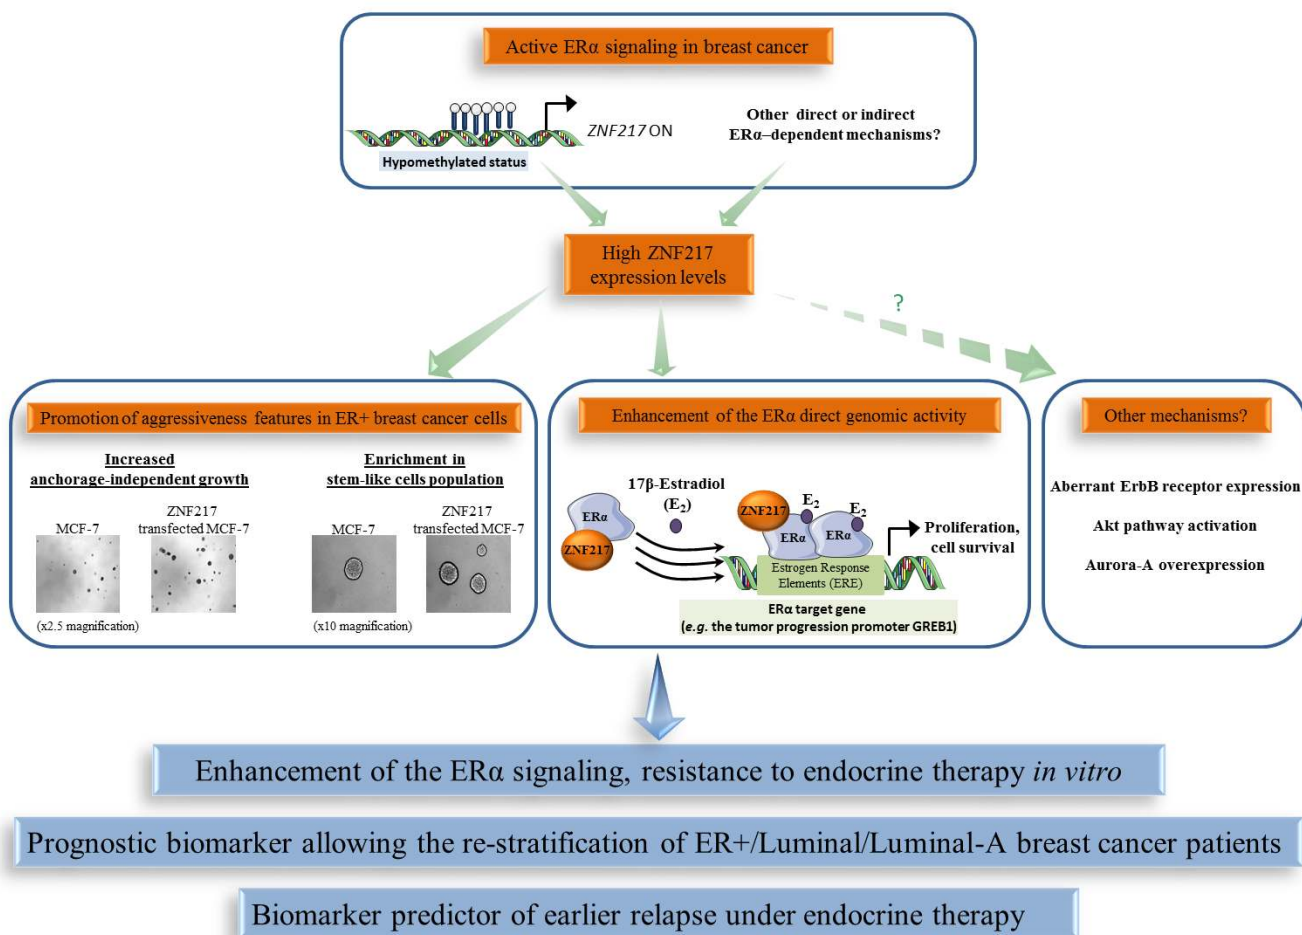 Active ERα signaling in breast cancer
ZNF217 ON
Hypomethylated status
Other direct or indirect
ERα–dependent mechanisms?
High ZNF217
expression levels
?
Promotion of aggressiveness features in ER+ breast cancer cells
Increased
anchorage-independent growth
MCF-7
ZNF217
transfected MCF-7
(x2.5 magnification)
Enrichment in
stem-like cells population
MCF-7
ZNF217
transfected MCF-7
(x10 magnification)
Enhancement of the ERα direct genomic activity
ERα
ZNF217
17β-Estradiol
(E2)
ZNF217
E2
E2
ERα
ERα
Estrogen Response
Elements (ERE)
Proliferation,
cell survival
ERα target gene
(e.g. the tumor progression promoter GREB1)
Other mechanisms?
Aberrant ErbB receptor expression
Akt pathway activation
Aurora-A overexpression
Enhancement of the ERα signaling, resistance to endocrine therapy in vitro
Prognostic biomarker allowing the re-stratification of ER+/Luminal/Luminal-A breast cancer patients
Biomarker predictor of earlier relapse under endocrine therapy